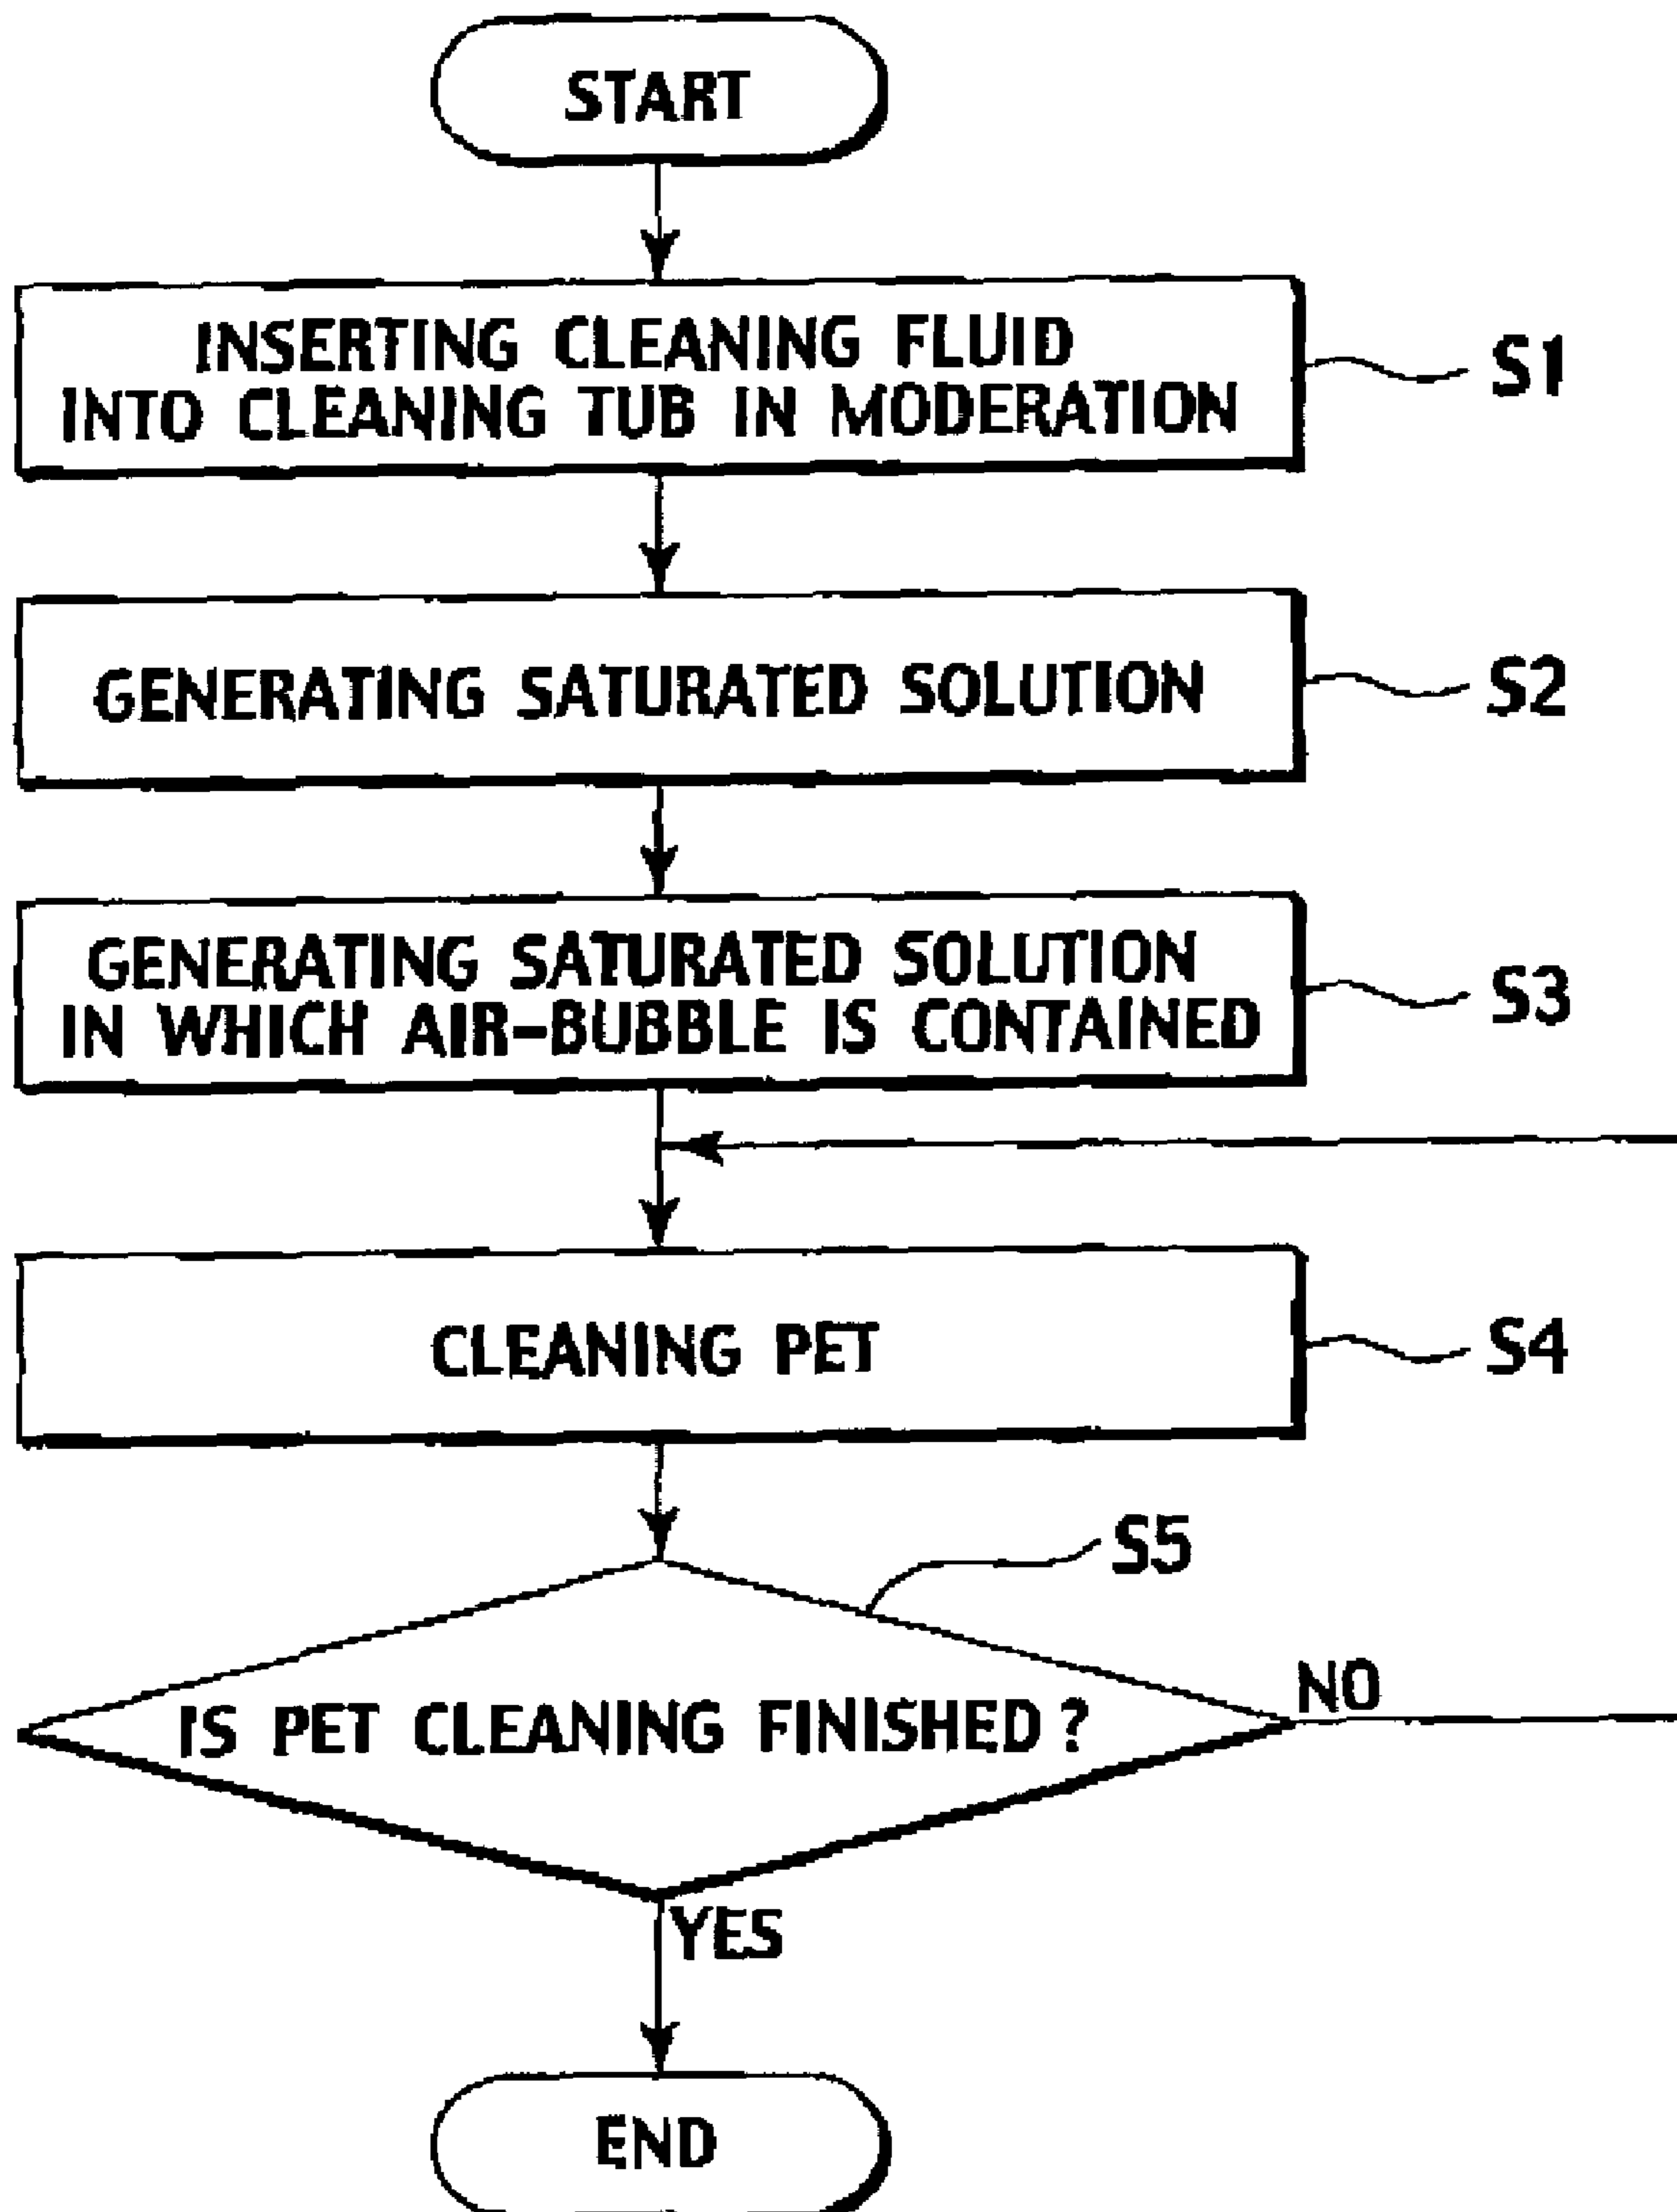 START
INSERTING CLEANING FLUID
INTO CLEANING TUB IN MODERATION
S1
GENERATING SATURATED SOLUTION
S2
GENERATING SATURATED SOLUTION
IN WHICH AIR-BUBBLE IS CONTAINED
S3
CLEANING PET
S4
S5
IS PET CLEANING FINISHED?
NO
YES
END